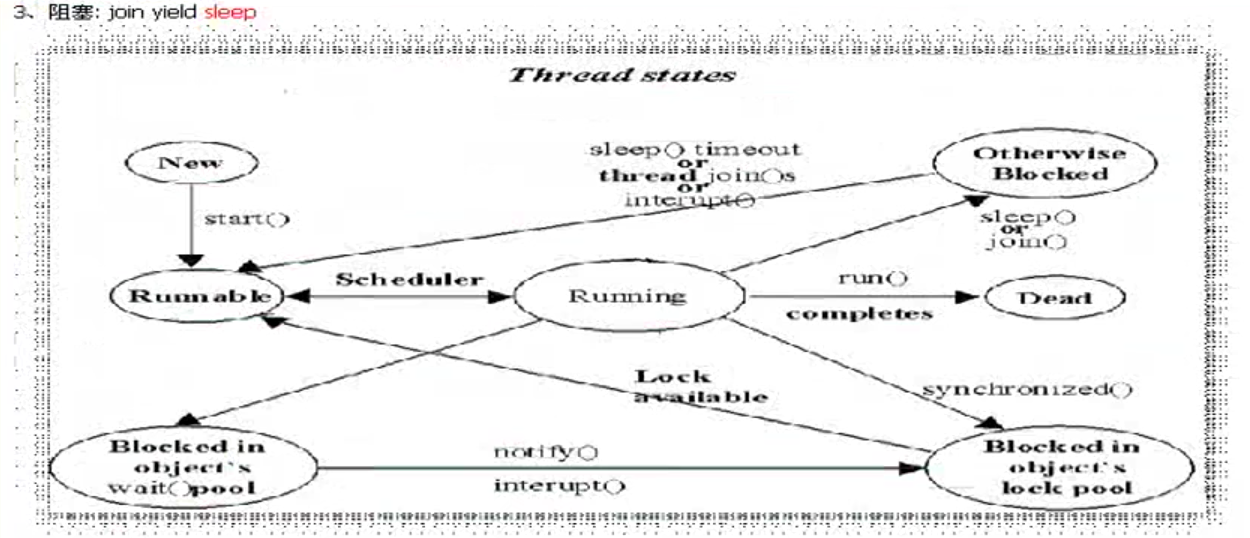 3、阻塞: join yield sleep
Thread states
New
start()
sleep() timeout
or
thread join()s
or
interupt()
Otherwise
Blocked
sleep()
or
join()
Runnable
Scheduler
Running
run()
completes
Dead
Lock
available
synchronized()
Blocked in
object's
wait()pool
notify()
interupt()
Blocked in
object's
lock pool